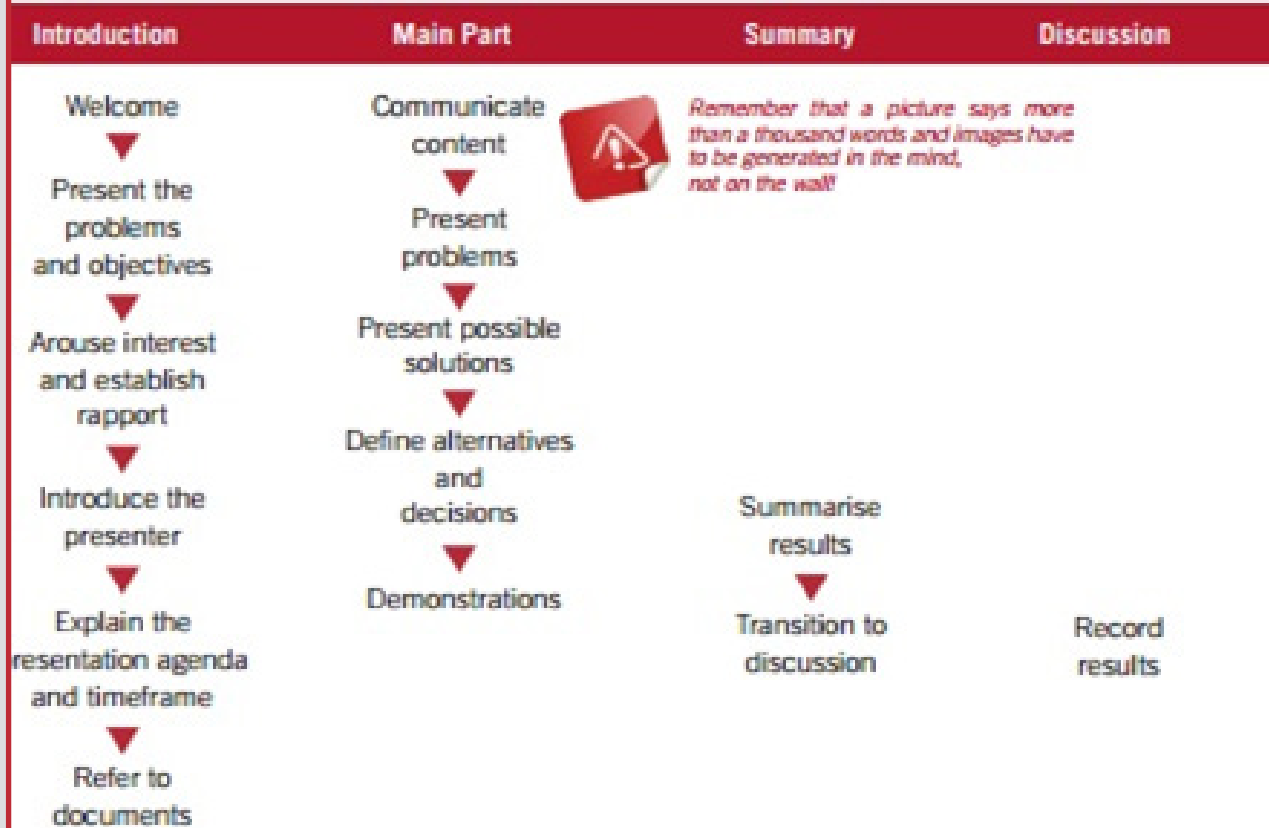 Introduction
Main Part
Summary
Discussion
Welcome
Present the
problems
and objectives
Arouse interest
and establish
rapport
Introduce the
presenter
Explain the
resentation agenda
and timeframe
Refer to
documents
Communicate
content
Present
problems
Present possible
solutions
Define alternatives
and
decisions
Demonstrations
Remember that a picture says more
than a thousand words and images have
to be generated in the mind,
not on the wall!
Summarise
results
Transition to
discussion
Record
results